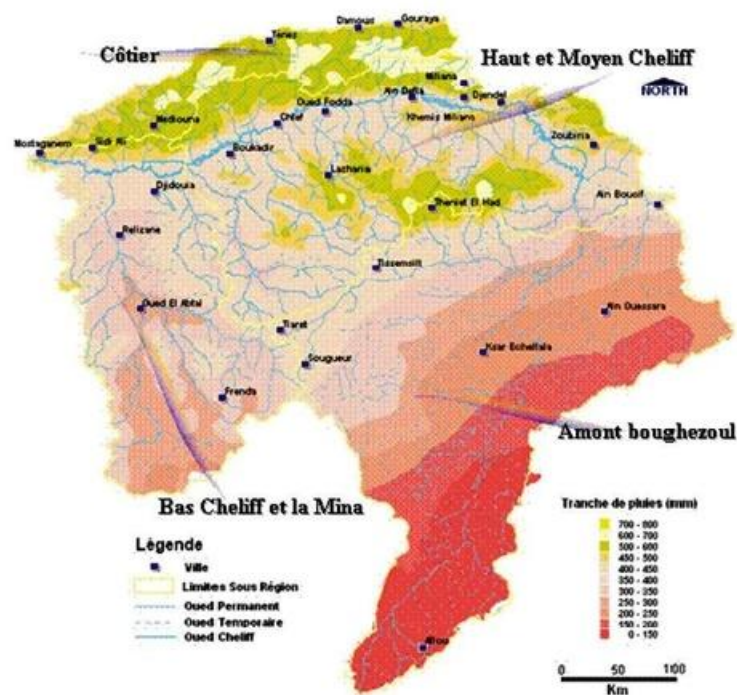 Damous
Gouraya
Tenes
Côtier
Haut et Moyen Cheliff
Miliana
Ain Defla
Djendel
NORTH
Oued Fodda
Khemis Miliana
Mediouna
Chlef
Zoubiria
Mostaganem
Sidi Ali
Boukadir
Lacharia
Djidouia
Theniet El Had
Ain Boucif
Relizane
Tissemsilt
Oued El Abtal
Ain Oussera
Tiaret
Ksar Echellala
Sougueur
Frenda
Amont boughezoul
Bas Cheliff et la Mina
Légende
Ville
Limites Sous Région
Oued Permanent
Oued Temporaire
Oued Cheliff
Tranche de pluies (mm)
700 - 800
600 - 700
500 - 600
450 - 500
400 - 450
350 - 400
300 - 350
250 - 300
200 - 250
150 - 200
0 - 150
Aflou
0 50 100
Km